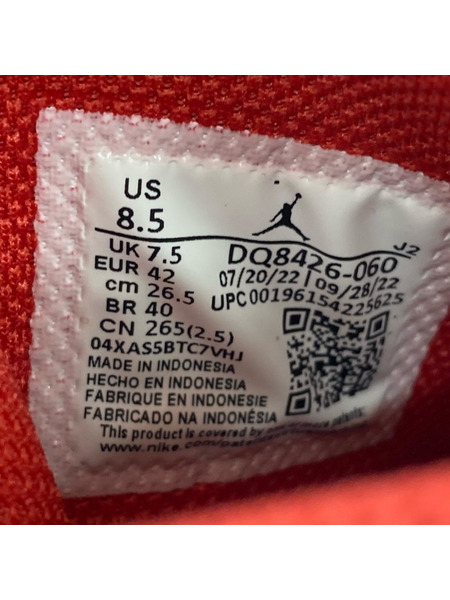 US
8.5
J2
UK 7.5
DQ8426-060
EUR 42
07/20/22 | 09/28/22
cm 26.5
UPC 00196154225625
BR 40
CN 265(2.5)
04XAS5BTC7VHJ
MADE IN INDONESIA
HECHO EN INDONESIA
FABRIQUE EN INDONESIE
FABRICADO NA INDONÉSIA
This product is covered by
www.nike.com/